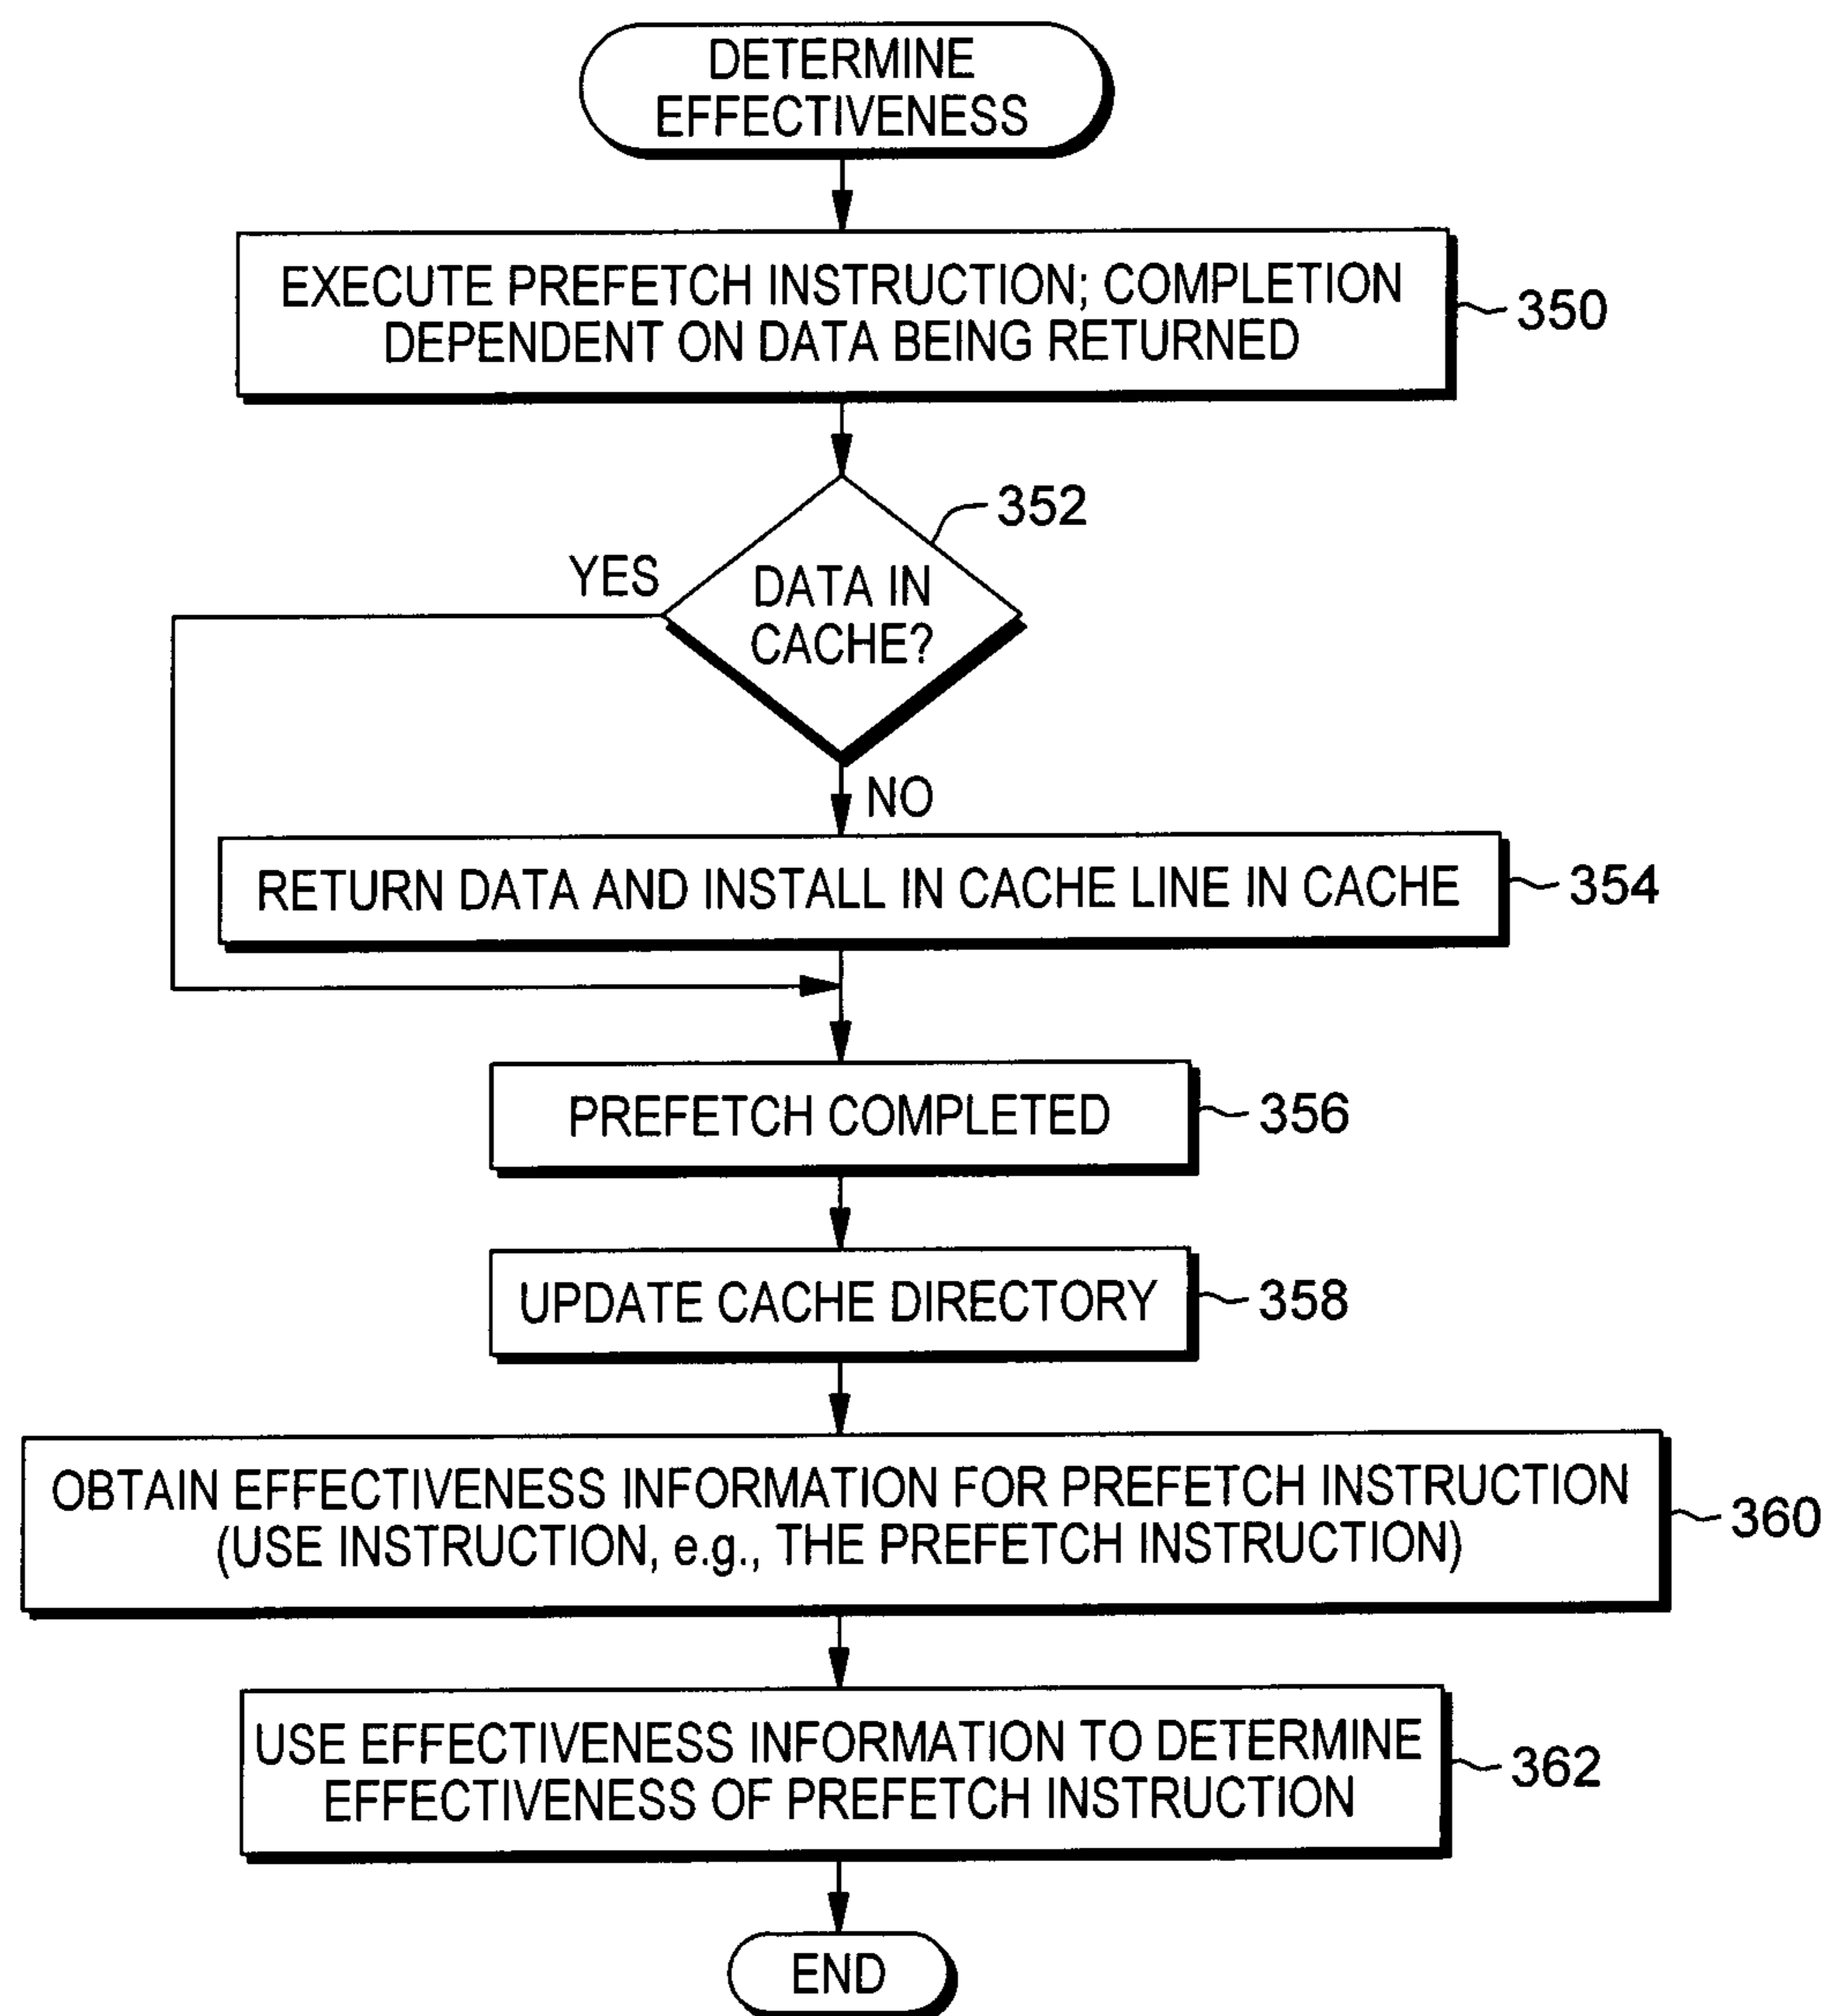 DETERMINE
EFFECTIVENESS
EXECUTE PREFETCH INSTRUCTION; COMPLETION
DEPENDENT ON DATA BEING RETURNED
350
352
YES
DATA IN
CACHE?
NO
RETURN DATA AND INSTALL IN CACHE LINE IN CACHE
354
PREFETCH COMPLETED
356
UPDATE CACHE DIRECTORY
358
OBTAIN EFFECTIVENESS INFORMATION FOR PREFETCH INSTRUCTION
(USE INSTRUCTION, e.g., THE PREFETCH INSTRUCTION)
360
USE EFFECTIVENESS INFORMATION TO DETERMINE
EFFECTIVENESS OF PREFETCH INSTRUCTION
362
END